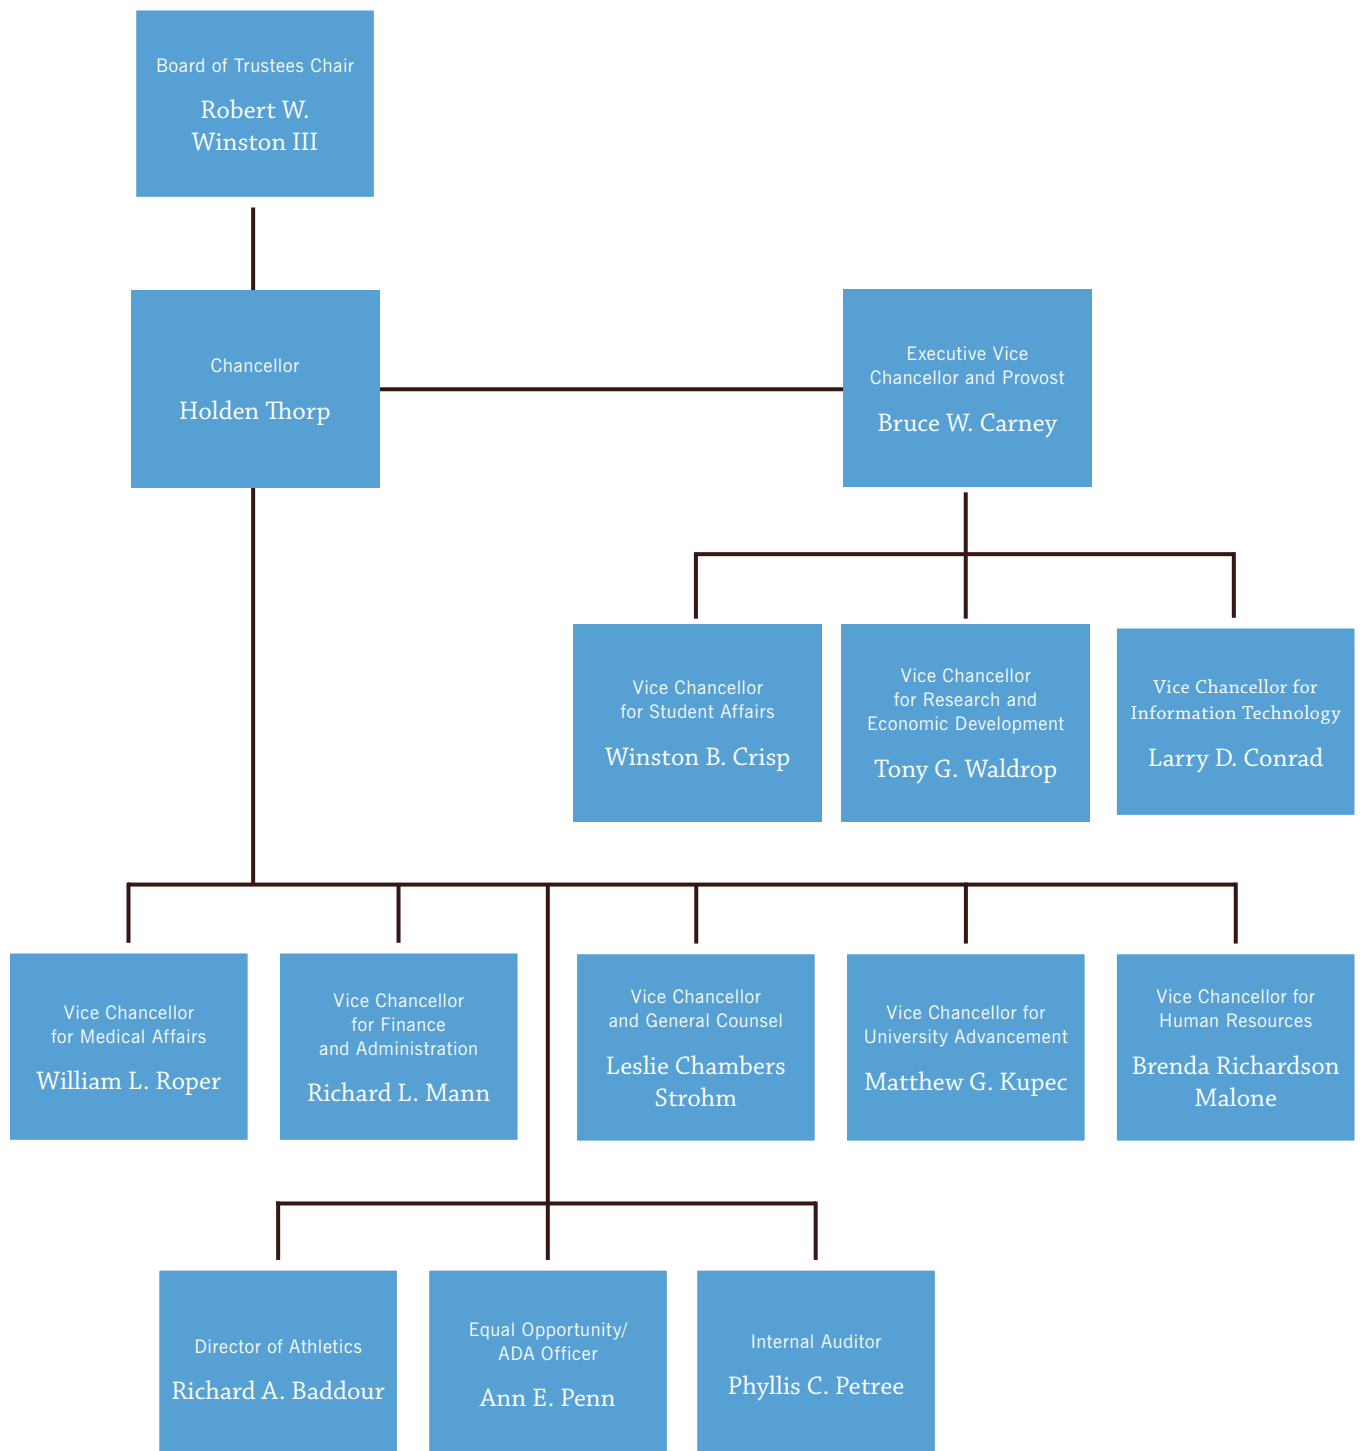 Board of Trustees Chair
Robert W.
Winston III
Chancellor
Holden Thorp
Executive Vice
Chancellor and Provost
Bruce W. Carney
Vice Chancellor
for Student Affairs
Winston B. Crisp
Vice Chancellor
for Research and
Economic Development
Tony G. Waldrop
Vice Chancellor for
Information Technology
Larry D. Conrad
Vice Chancellor
for Medical Affairs
William L. Roper
Vice Chancellor
for Finance
and Administration
Richard L. Mann
Vice Chancellor
and General Counsel
Leslie Chambers
Strohm
Vice Chancellor for
University Advancement
Matthew G. Kupec
Vice Chancellor for
Human Resources
Brenda Richardson
Malone
Director of Athletics
Richard A. Baddour
Equal Opportunity/
ADA Officer
Ann E. Penn
Internal Auditor
Phyllis C. Petree